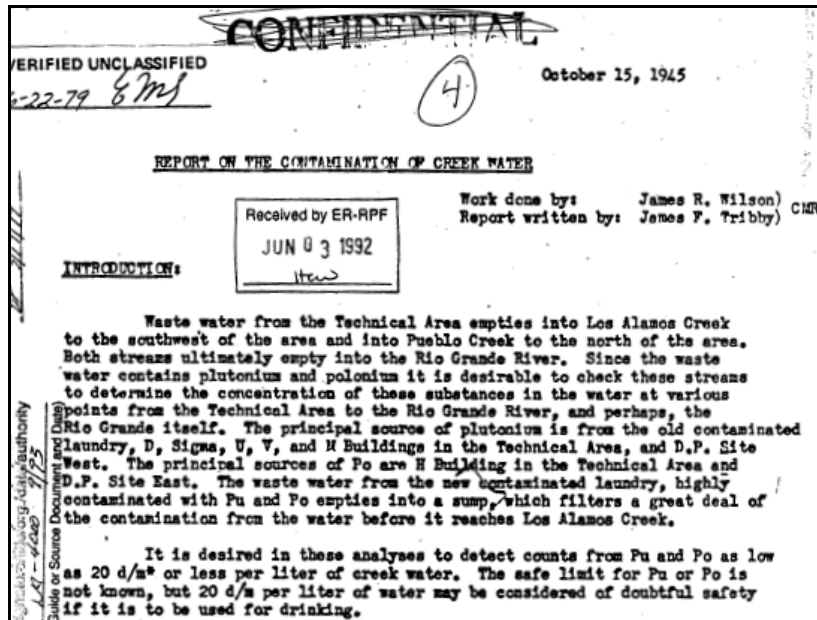 CONFIDENTIAL
VERIFIED UNCLASSIFIED
-22-79
4
October 15, 1945
REPORT ON THE CONTAMINATION OF CREEK WATER
Work done by: James R. Wilson)
Report written by: James F. Tribby) CMR
Received by ER-RPF
JUN 03 1992
INTRODUCTION:
Waste water from the Technical Area empties into Los Alamos Creek
to the southwest of the area and into Pueblo Creek to the north of the area.
Both streams ultimately empty into the Rio Grande River. Since the waste
water contains plutonium and polonium it is desirable to check these streams
to determine the concentration of these substances in the water at various
points from the Technical Area to the Rio Grande River, and perhaps, the
Rio Grande itself. The principal source of plutonium is from the old contaminated
laundry, D, Sigma, U, V, and M Buildings in the Technical Area, and D.P. Site
West. The principal sources of Po are H Building in the Technical Area and
D.P. Site East. The waste water from the new contaminated laundry, highly
contaminated with Pu and Po empties into a sump, which filters a great deal of
the contamination from the water before it reaches Los Alamos Creek.
It is desired in these analyses to detect counts from Pu and Po as low
as 20 d/m* or less per liter of creek water. The safe limit for Pu or Po is
not known, but 20 d/m per liter of water may be considered of doubtful safety
if it is to be used for drinking.
Guide or Source Document and Date)